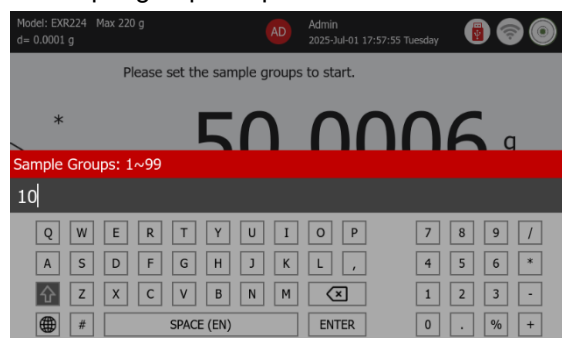 Model: EXR224 Max 220 g
d= 0.0001 g
AD
Admin
2025-Jul-01 17:57:55 Tuesday
Please set the sample groups to start.
*
50.0006 g
Sample Groups: 1~99
10
Q W E R T Y U I O P 7 8 9 /
A S D F G H J K L , 4 5 6 *
Z X C V B N M 1 2 3 -
# SPACE (EN) ENTER 0 . % +